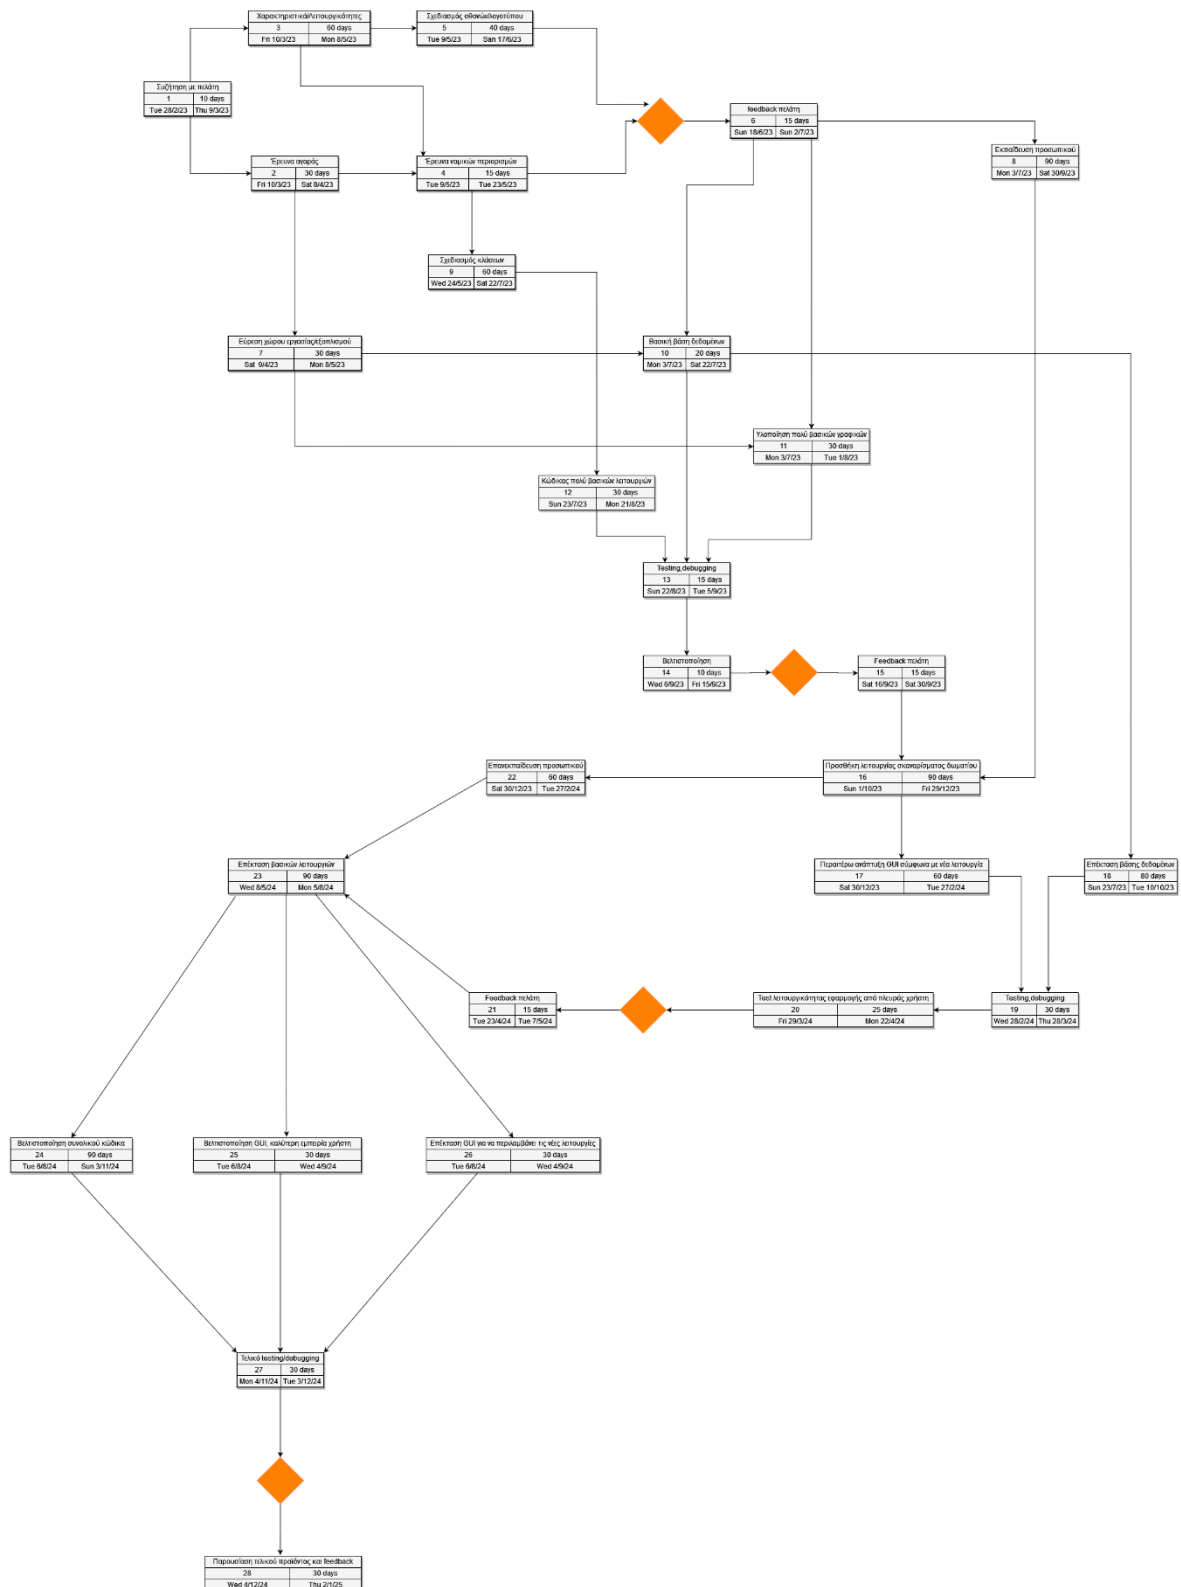 Χαρακτηριστικά/λειτουργικότητες
3 60 days
Fri 10/3/23 Mon 8/5/23
Σχεδιασμός οθονών/λογοτύπου
5 40 days
Tue 9/5/23 San 17/6/23
Συζήτηση με πελάτη
1 10 days
Tue 28/2/23 Thu 9/3/23
feedback πελάτη
6 15 days
Sun 18/6/23 Sun 2/7/23
Έρευνα αγοράς
2 30 days
Fri 10/3/23 Sat 8/4/23
Έρευνα νομικών περιορισμών
4 15 days
Tue 9/5/23 Tue 23/5/23
Εκπαίδευση προσωπικού
8 90 days
Mon 3/7/23 Sat 30/9/23
Σχεδιασμός κλάσεων
9 60 days
Wed 24/5/23 Sat 22/7/23
Εύρεση χώρου εργασίας/εξοπλισμού
7 30 days
Sat 9/4/23 Mon 8/5/23
Βασική βάση δεδομένων
10 20 days
Mon 3/7/23 Sat 22/7/23
Υλοποίηση πολύ βασικών γραφικών
11 30 days
Mon 3/7/23 Tue 1/8/23
Κώδικας πολύ βασικών λειτουργιών
12 30 days
Sun 23/7/23 Mon 21/8/23
Testing,debugging
13 15 days
Sun 22/8/23 Tue 5/9/23
Βελτιστοποίηση
14 10 days
Wed 6/9/23 Fri 15/9/23
Feedback πελάτη
15 15 days
Sat 16/9/23 Sat 30/9/23
Επανεκπαίδευση προσωπικού
22 60 days
Sat 30/12/23 Tue 27/2/24
Προσθήκη λειτουργίας σκαναρίσματος δωματίου
16 90 days
Sun 1/10/23 Fri 29/12/23
Επέκταση βασικών λειτουργιών
23 90 days
Wed 8/5/24 Mon 5/8/24
Περαιτέρω ανάπτυξη GUI σύμφωνα με νέα λειτουργία
17 60 days
Sat 30/12/23 Tue 27/2/24
Επέκταση βάσης δεδομένων
18 80 days
Sun 23/7/23 Tue 10/10/23
Feedback πελάτη
21 15 days
Tue 23/4/24 Tue 7/5/24
Test λειτουργικότητας εφαρμογής από πλευράς χρήστη
20 25 days
Fri 29/3/24 Mon 22/4/24
Testing,debugging
19 30 days
Wed 28/2/24 Thu 28/3/24
Βελτιστοποίηση συνολικού κώδικα
24 90 days
Tue 6/8/24 Sun 3/11/24
Βελτιστοποίηση GUI, καλύτερη εμπειρία χρήστη
25 30 days
Tue 6/8/24 Wed 4/9/24
Επέκταση GUI για να περιλαμβάνει τις νέες λειτουργίες
26 30 days
Tue 6/8/24 Wed 4/9/24
Τελικό testing/debugging
27 30 days
Mon 4/11/24 Tue 3/12/24
Παρουσίαση τελικού προϊόντος και feedback
28 30 days
Wed 4/12/24 Thu 2/1/25